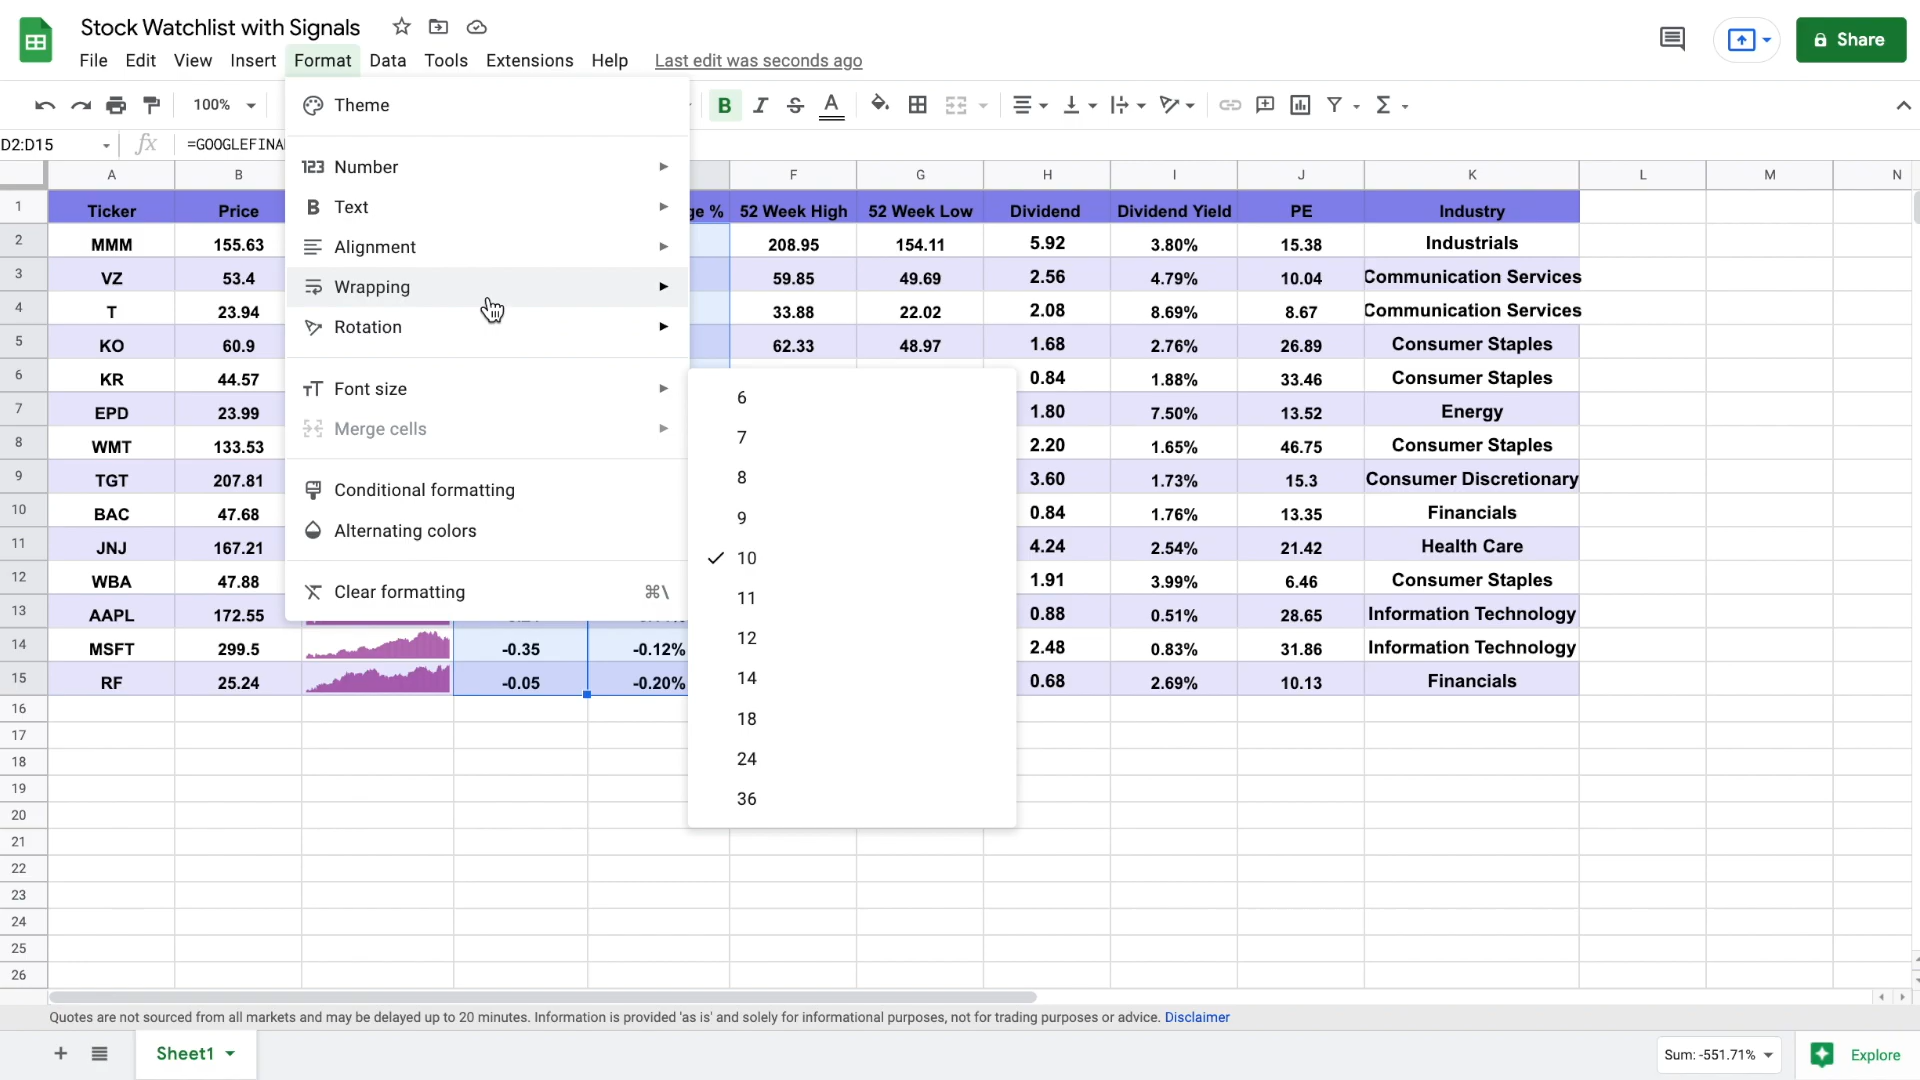 Stock Watchlist with Signals
File Edit View Insert Format Data Tools Extensions Help Last edit was seconds ago
Share
100%
B
A
D2:D15
fx
=GOOGLEFINA
Theme
123 Number
B Text
Alignment
Wrapping
Rotation
Font size
Merge cells
Conditional formatting
Alternating colors
Clear formatting ⌘\
6
7
8
9
10
11
12
14
18
24
36
A B F G H I J K L M N
1 Ticker Price ge % 52 Week High 52 Week Low Dividend Dividend Yield PE Industry
2 MMM 155.63 208.95 154.11 5.92 3.80% 15.38 Industrials
3 VZ 53.4 59.85 49.69 2.56 4.79% 10.04 Communication Services
4 T 23.94 33.88 22.02 2.08 8.69% 8.67 Communication Services
5 KO 60.9 62.33 48.97 1.68 2.76% 26.89 Consumer Staples
6 KR 44.57 0.84 1.88% 33.46 Consumer Staples
7 EPD 23.99 1.80 7.50% 13.52 Energy
8 WMT 133.53 2.20 1.65% 46.75 Consumer Staples
9 TGT 207.81 3.60 1.73% 15.3 Consumer Discretionary
10 BAC 47.68 0.84 1.76% 13.35 Financials
11 JNJ 167.21 4.24 2.54% 21.42 Health Care
12 WBA 47.88 1.91 3.99% 6.46 Consumer Staples
13 AAPL 172.55 0.88 0.51% 28.65 Information Technology
14 MSFT 299.5 -0.35 -0.12% 2.48 0.83% 31.86 Information Technology
15 RF 25.24 -0.05 -0.20% 0.68 2.69% 10.13 Financials
16
17
18
19
20
21
22
23
24
25
26
Quotes are not sourced from all markets and may be delayed up to 20 minutes. Information is provided 'as is' and solely for informational purposes, not for trading purposes or advice. Disclaimer
Sheet1
Sum: -551.71%
Explore